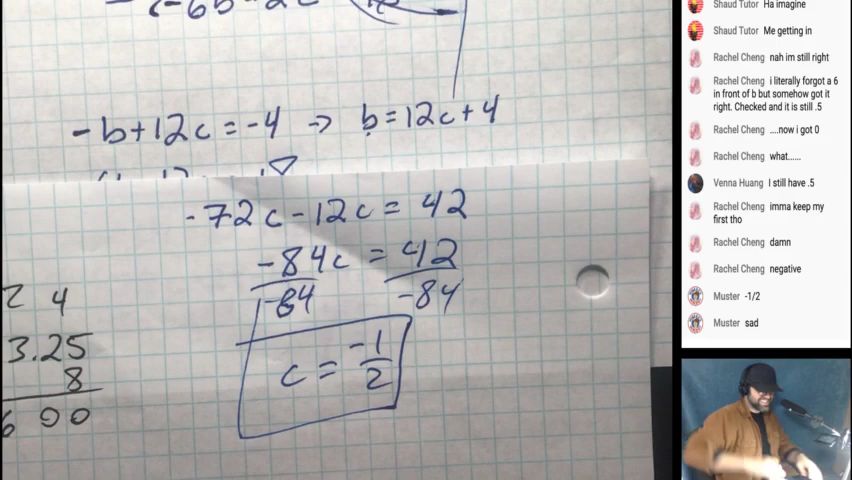 -b+12c=-4 → b=12c+4
-72c-12c=42
-84c=42
-84 -84
c=-1/2
2 4
3.25
8
6 00
Shaud Tutor Ha imagine
Shaud Tutor Me getting in
Rachel Cheng nah im still right
Rachel Cheng i literally forgot a 6
in front of b but somehow got it
right. Checked and it is still .5
Rachel Cheng ....now i got 0
Rachel Cheng what......
Venna Huang I still have .5
Rachel Cheng imma keep my
first tho
Rachel Cheng damn
Rachel Cheng negative
Muster -1/2
Muster sad